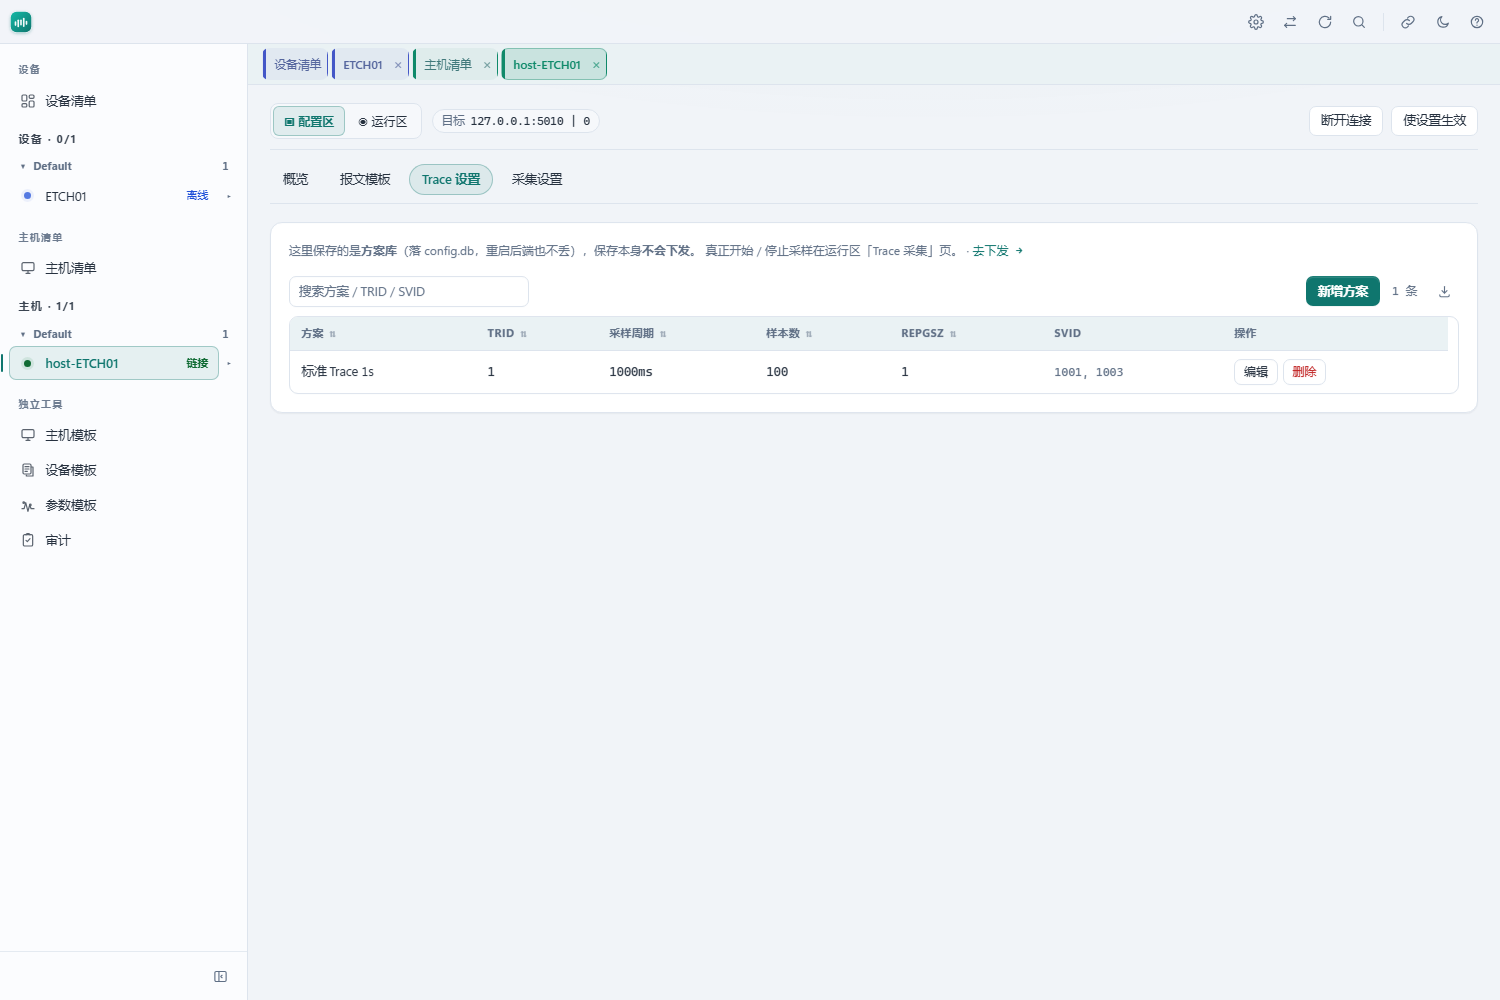 设备
设备清单
设备 · 0/1
Default 1
ETCH01 离线
主机清单
主机清单
主机 · 1/1
Default 1
host-ETCH01 链接
独立工具
主机模板
设备模板
参数模板
审计
设备清单 ETCH01 × 主机清单 × host-ETCH01 ×
配置区 运行区 目标 127.0.0.1:5010 | 0 断开连接 使设置生效
概览 报文模板 Trace 设置 采集设置
这里保存的是方案库（落 config.db，重启后端也不丢），保存本身不会下发。 真正开始 / 停止采样在运行区「Trace 采集」页。 · 去下发 →
搜索方案 / TRID / SVID 新增方案 1 条
方案 TRID 采样周期 样本数 REPGSZ SVID 操作
标准 Trace 1s 1 1000ms 100 1 1001, 1003 编辑 删除